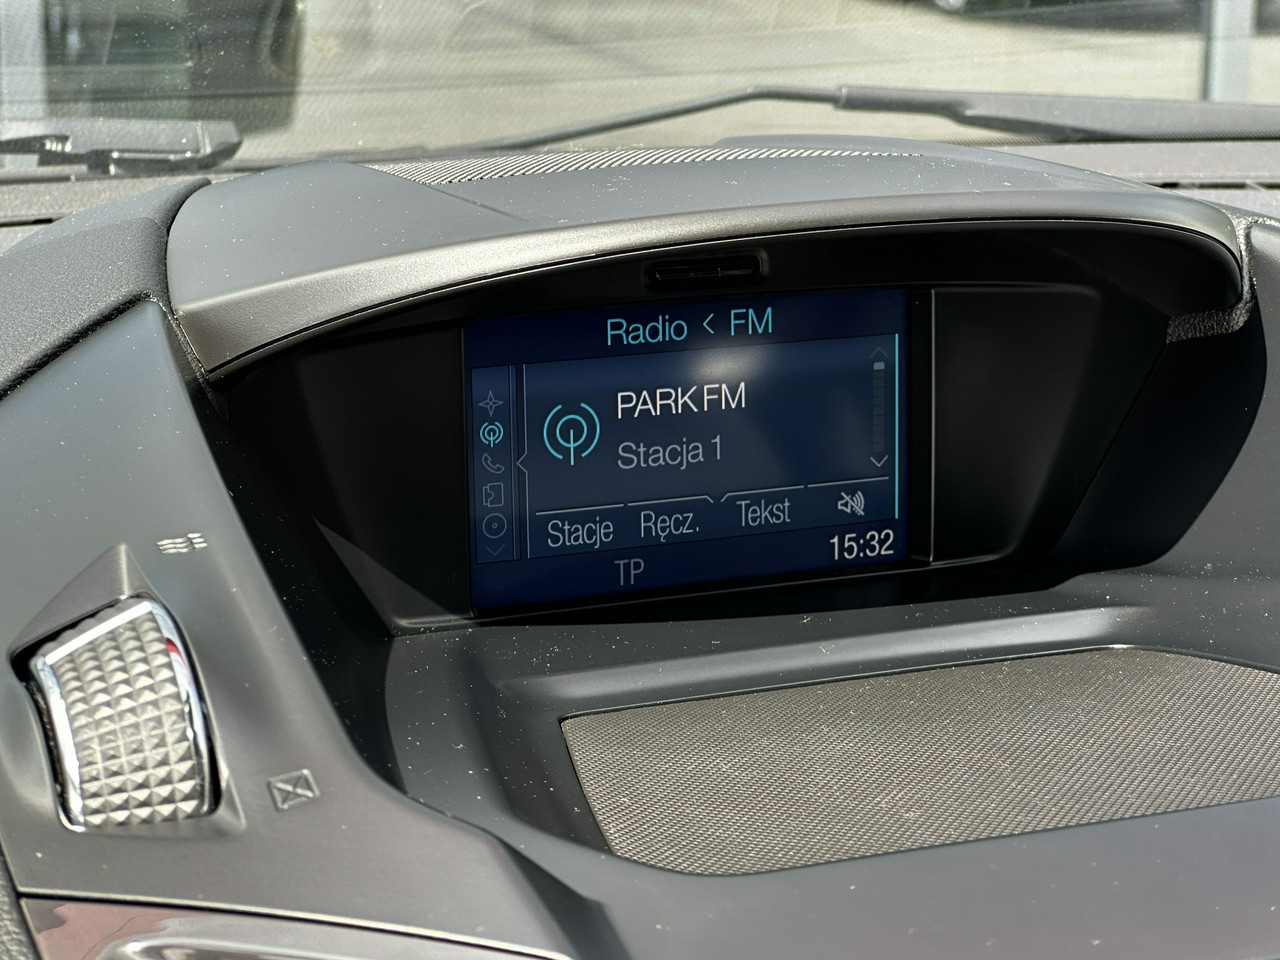 Radio < FM
PARK FM
Stacja 1
Stacje Ręcz. Tekst
15:32
TP